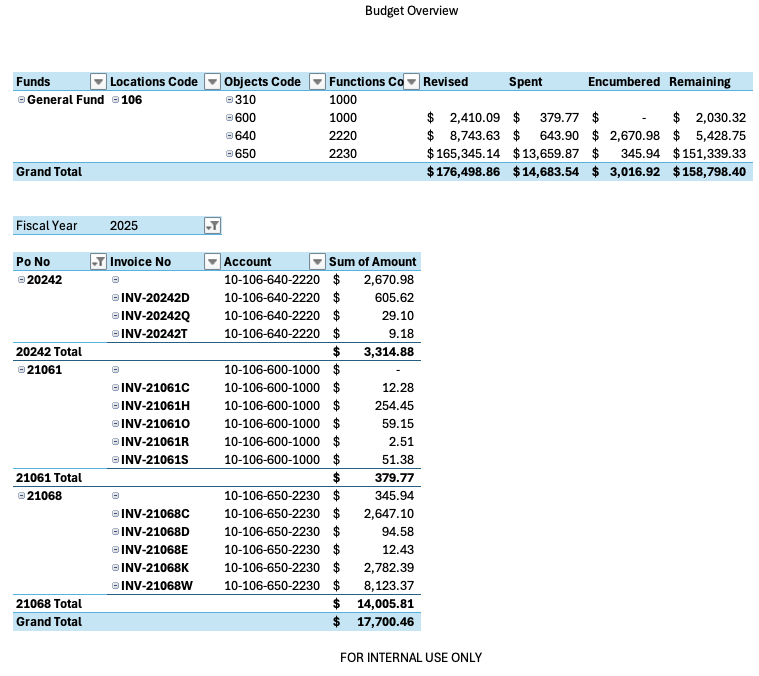 Budget Overview
Funds Locations Code Objects Code Functions Co Revised Spent Encumbered Remaining
General Fund 106 310 1000
600 1000 $ 2,410.09 $ 379.77 $ - $ 2,030.32
640 2220 $ 8,743.63 $ 643.90 $ 2,670.98 $ 5,428.75
650 2230 $ 165,345.14 $ 13,659.87 $ 345.94 $ 151,339.33
Grand Total $ 176,498.86 $ 14,683.54 $ 3,016.92 $ 158,798.40
Fiscal Year 2025
Po No Invoice No Account Sum of Amount
20242 10-106-640-2220 $ 2,670.98
INV-20242D 10-106-640-2220 $ 605.62
INV-20242Q 10-106-640-2220 $ 29.10
INV-20242T 10-106-640-2220 $ 9.18
20242 Total $ 3,314.88
21061 10-106-600-1000 $ -
INV-21061C 10-106-600-1000 $ 12.28
INV-21061H 10-106-600-1000 $ 254.45
INV-21061O 10-106-600-1000 $ 59.15
INV-21061R 10-106-600-1000 $ 2.51
INV-21061S 10-106-600-1000 $ 51.38
21061 Total $ 379.77
21068 10-106-650-2230 $ 345.94
INV-21068C 10-106-650-2230 $ 2,647.10
INV-21068D 10-106-650-2230 $ 94.58
INV-21068E 10-106-650-2230 $ 12.43
INV-21068K 10-106-650-2230 $ 2,782.39
INV-21068W 10-106-650-2230 $ 8,123.37
21068 Total $ 14,005.81
Grand Total $ 17,700.46
FOR INTERNAL USE ONLY